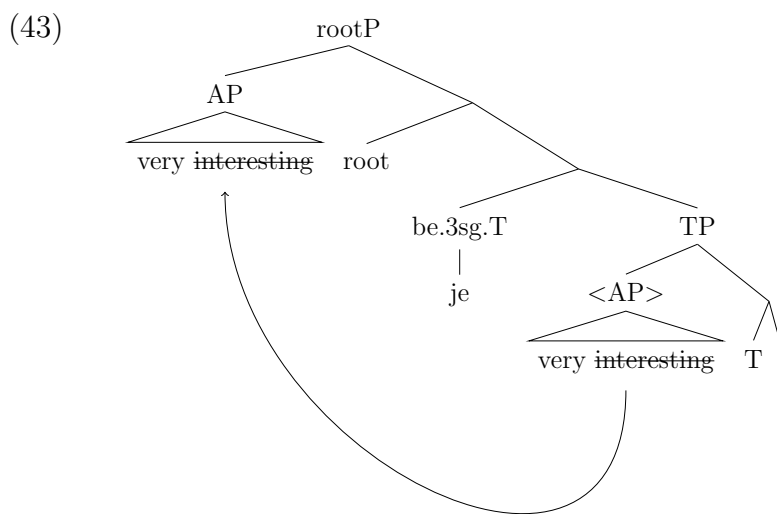 (43)
rootP
AP
very interesting
root
be.3sg.T
TP
je
<AP>
very interesting
T